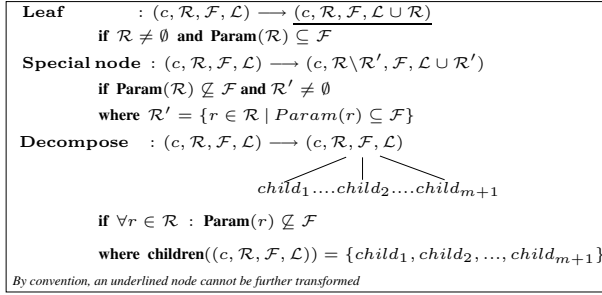 Leaf : (c, R, F, L) ⟶ (c, R, F, L ∪ R)
if R ≠ ∅ and Param(R) ⊆ F
Special node : (c, R, F, L) ⟶ (c, R\R′, F, L ∪ R′)
if Param(R) ⊈ F and R′ ≠ ∅
where R′ = {r ∈ R | Param(r) ⊆ F}
Decompose : (c, R, F, L) ⟶ (c, R, F, L)
child₁....child₂....childₘ₊₁
if ∀r ∈ R : Param(r) ⊈ F
where children((c, R, F, L)) = {child₁, child₂, ..., childₘ₊₁}
By convention, an underlined node cannot be further transformed